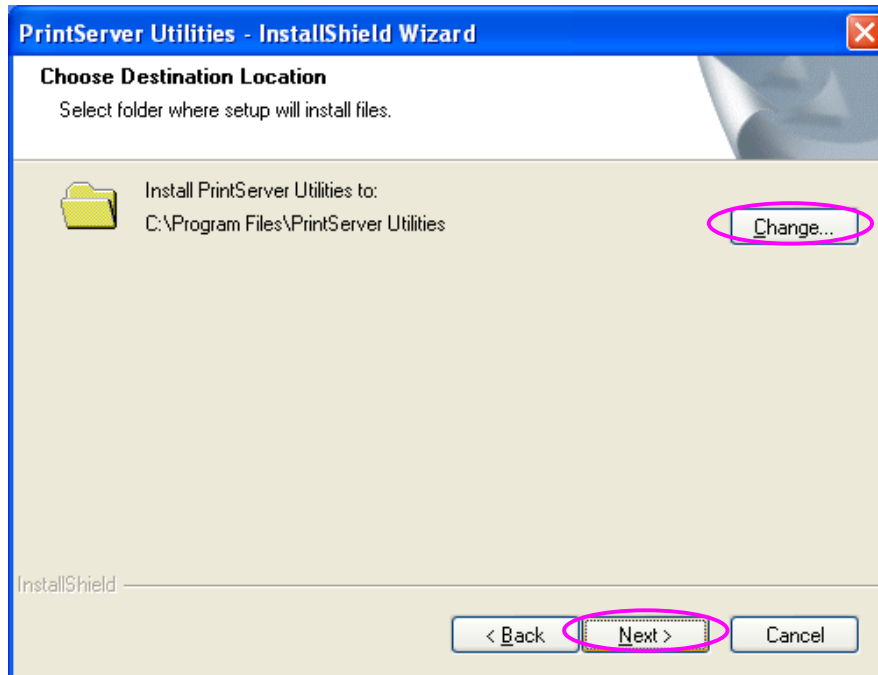 PrintServer Utilities - InstallShield Wizard
Choose Destination Location
Select folder where setup will install files.
Install PrintServer Utilities to:
C:\Program Files\PrintServer Utilities
Change...
InstallShield
< Back
Next >
Cancel